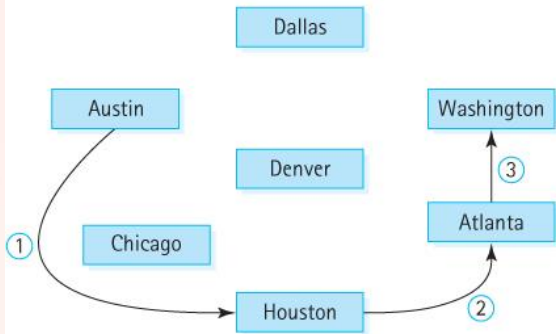 Dallas
Austin
Washington
Denver
3
Atlanta
1
Chicago
Houston
2